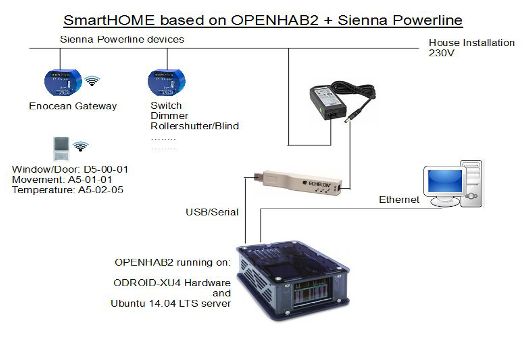 SmartHOME based on OPENHAB2 + Sienna Powerline
Sienna Powerline devices
House Installation
230V
Enocean Gateway
Switch
Dimmer
Rollershutter/Blind
........
........
Window/Door: D5-00-01
Movement: A5-01-01
Temperature: A5-02-05
USB/Serial
Ethernet
OPENHAB2 running on:
ODROID-XU4 Hardware
and
Ubuntu 14.04 LTS server